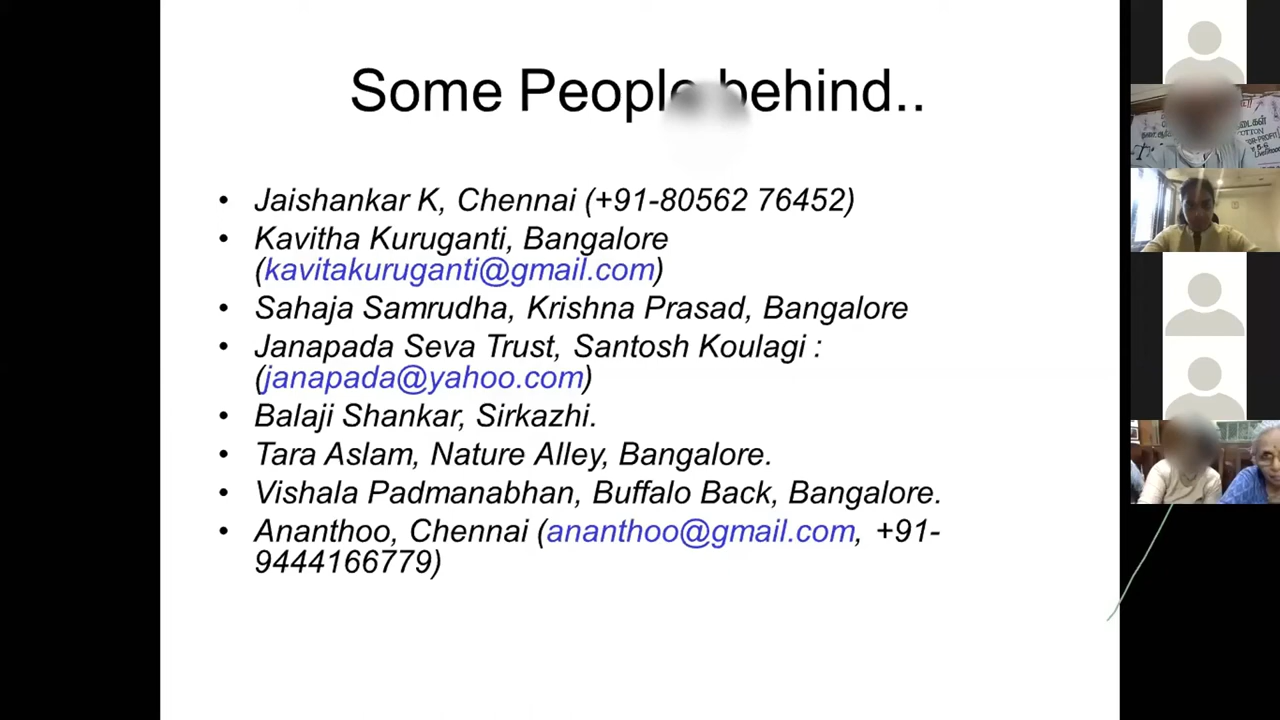 Some People behind..
• Jaishankar K, Chennai (+91-80562 76452)
• Kavitha Kuruganti, Bangalore
(kavitakuruganti@gmail.com)
• Sahaja Samrudha, Krishna Prasad, Bangalore
• Janapada Seva Trust, Santosh Koulagi :
(janapada@yahoo.com)
• Balaji Shankar, Sirkazhi.
• Tara Aslam, Nature Alley, Bangalore.
• Vishala Padmanabhan, Buffalo Back, Bangalore.
• Ananthoo, Chennai (ananthoo@gmail.com, +91-
9444166779)